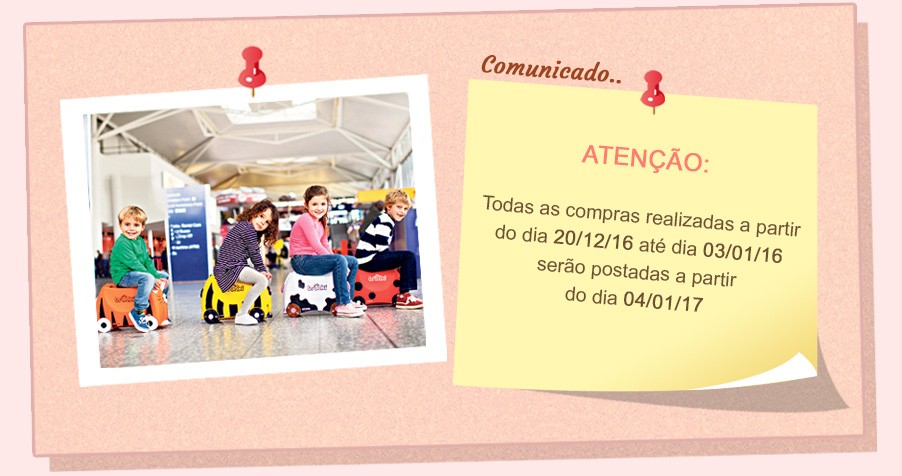 Comunicado..
ATENÇÃO:
Todas as compras realizadas a partir
do dia 20/12/16 até dia 03/01/16
serão postadas a partir
do dia 04/01/17